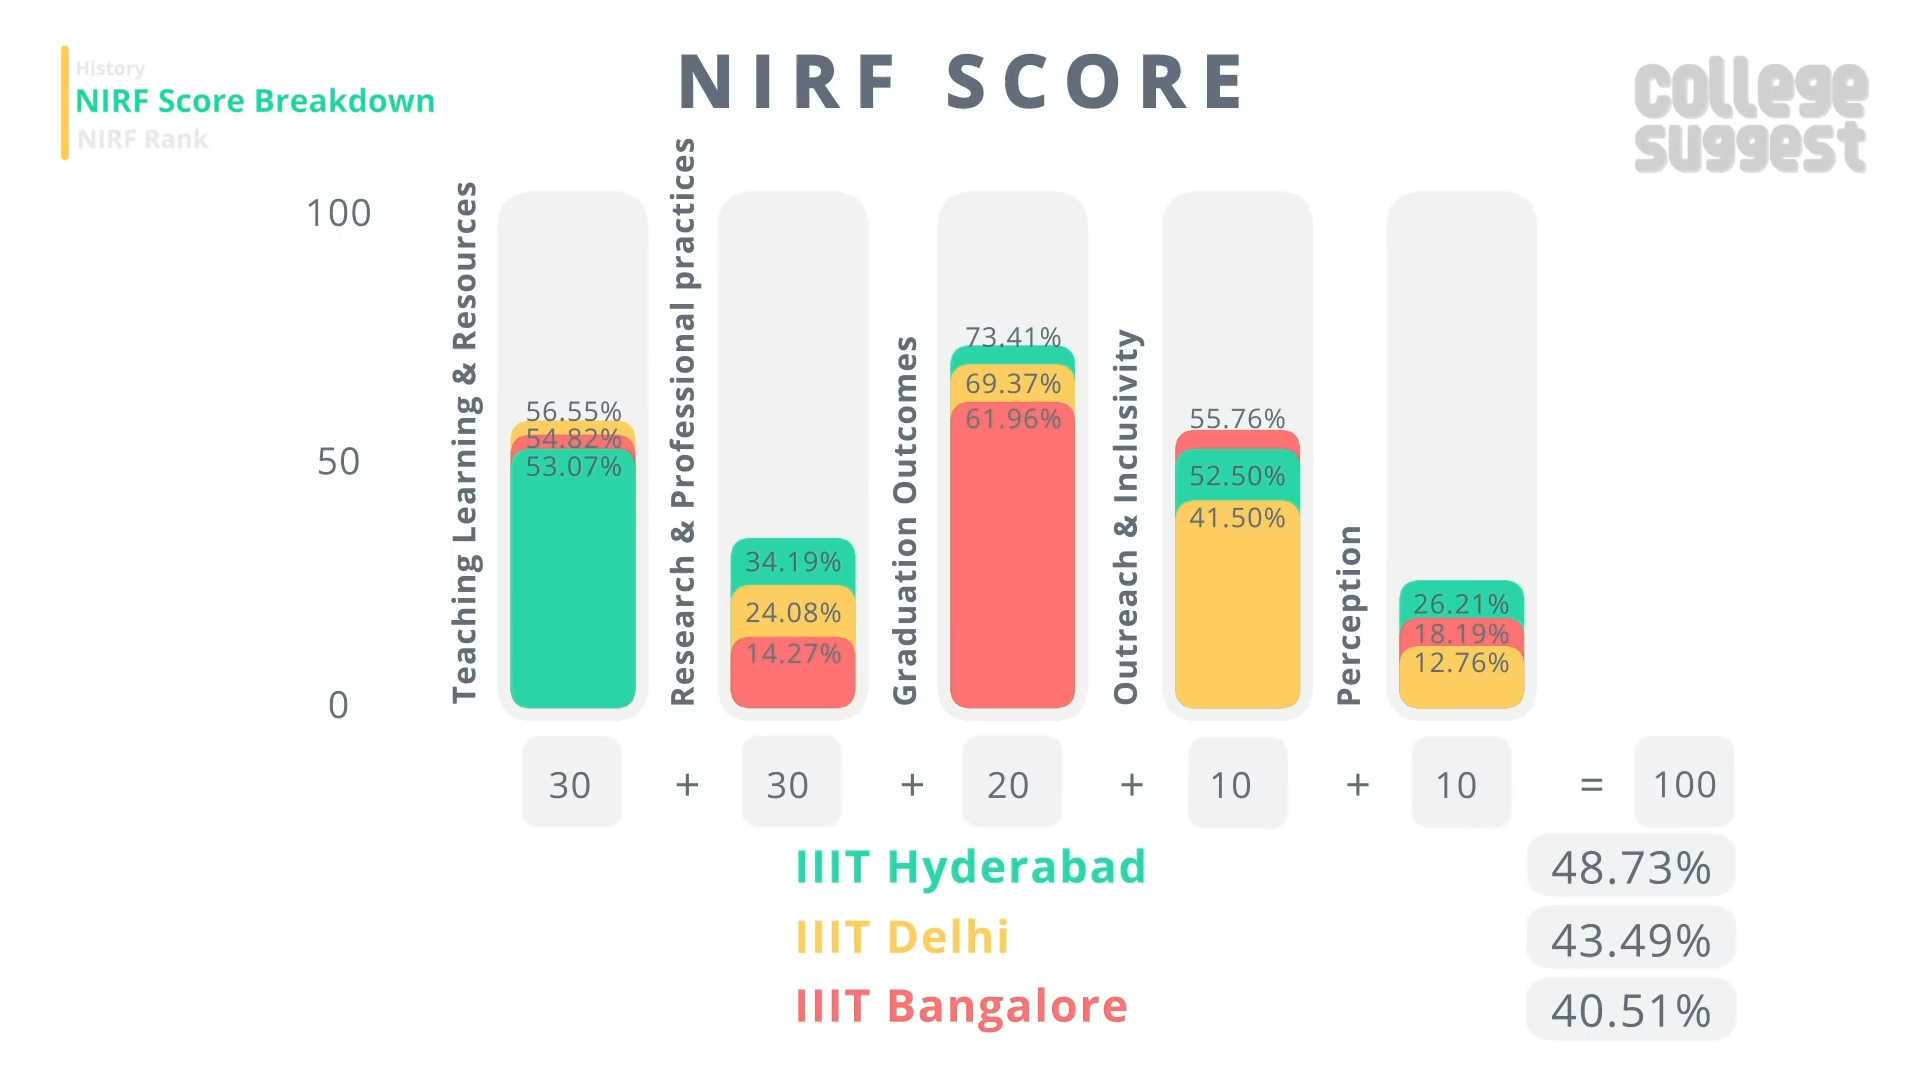 History
NIRF Score Breakdown
NIRF Rank
NIRF SCORE
college
suggest
100
50
0
Teaching Learning & Resources
56.55%
54.82%
53.07%
Research & Professional practices
34.19%
24.08%
14.27%
Graduation Outcomes
73.41%
69.37%
61.96%
Outreach & Inclusivity
55.76%
52.50%
41.50%
Perception
26.21%
18.19%
12.76%
30 + 30 + 20 + 10 + 10 = 100
IIIT Hyderabad 48.73%
IIIT Delhi 43.49%
IIIT Bangalore 40.51%